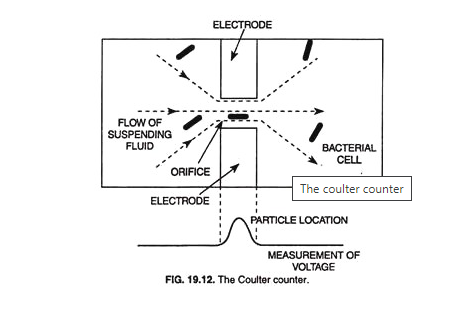 ELECTRODE
FLOW OF
SUSPENDING
FLUID
BACTERIAL
CELL
ORIFICE
The coulter counter
ELECTRODE
PARTICLE LOCATION
MEASUREMENT OF
VOLTAGE
FIG. 19.12. The Coulter counter.